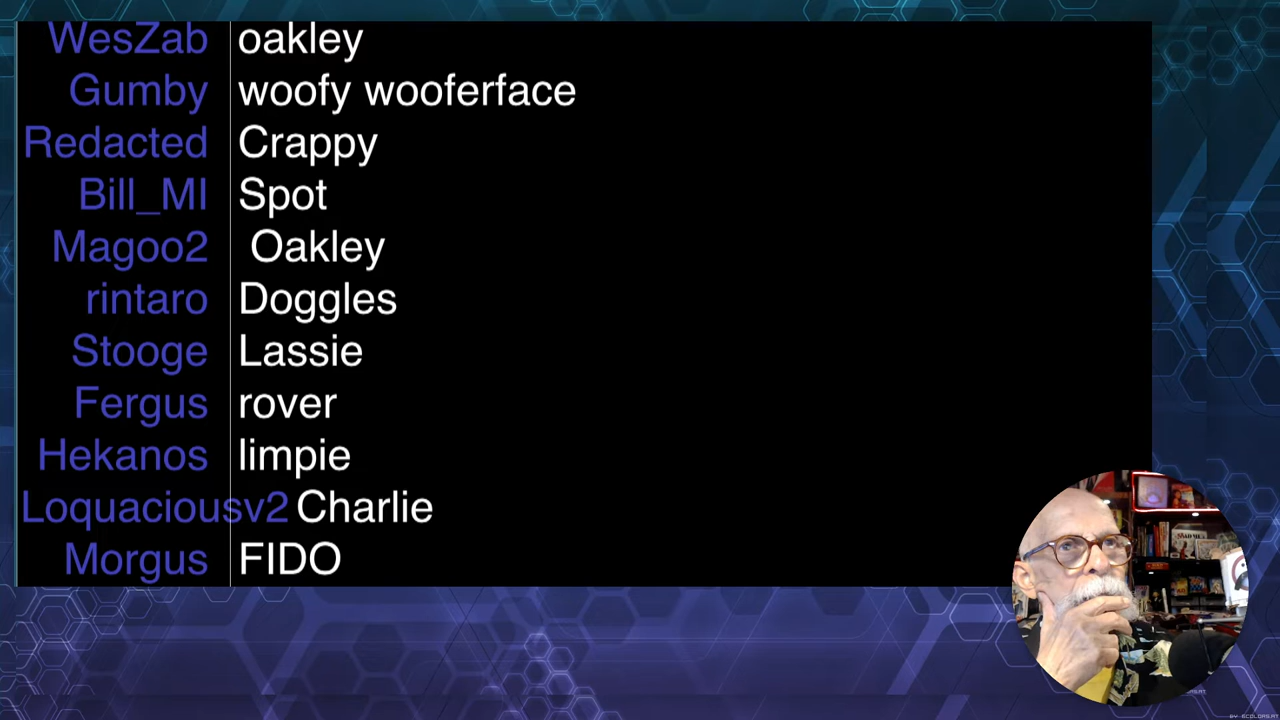 WesZab oakley
Gumby woofy wooferface
Redacted Crappy
Bill_MI Spot
Magoo2 Oakley
rintaro Doggles
Stooge Lassie
Fergus rover
Hekanos limpie
Loquaciousv2 Charlie
Morgus FIDO